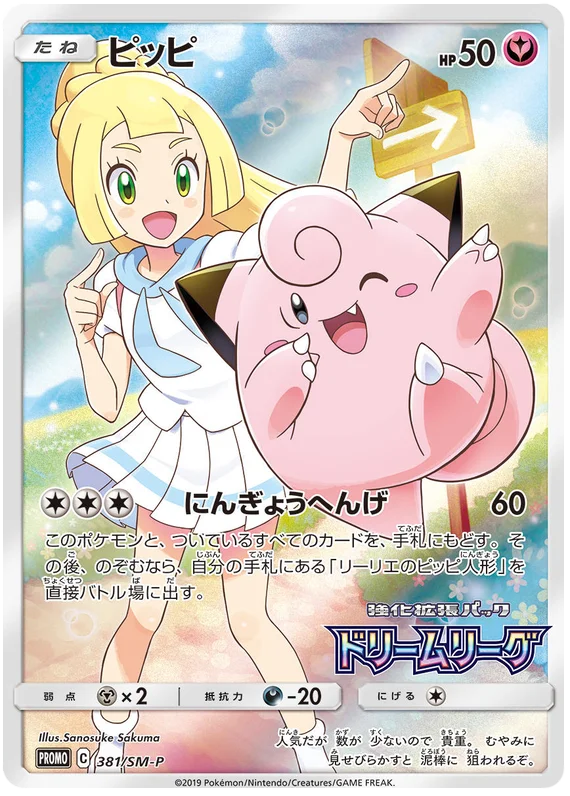 たね ピッピ HP50
にんぎょうへんげ 60
このポケモンと、ついているすべてのカードを、手札にもどす。そ
の後、のぞむなら、自分の手札にある「リーリエのピッピ人形」を
直接バトル場に出す。
強化拡張パック
ドリームリーグ
弱点 ×2 抵抗力 -20 にげる
Illus.Sanosuke Sakuma
人気だが 数が 少ないので 貴重。 むやみに
見せびらかすと 泥棒に 狙われるぞ。
PROMO C 381/SM-P
©2019 Pokémon/Nintendo/Creatures/GAME FREAK.